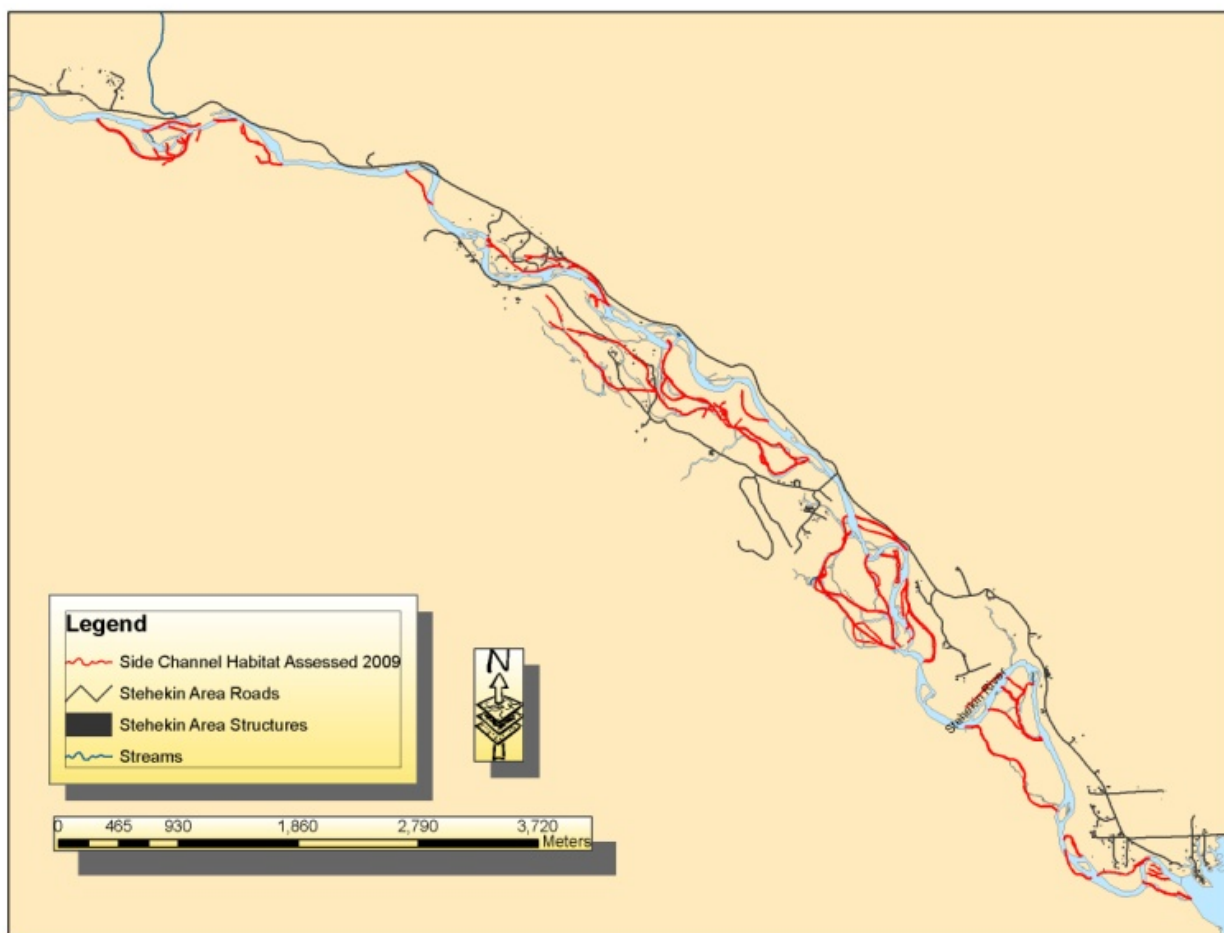 Stehekin River
Legend
Side Channel Habitat Assessed 2009
Stehekin Area Roads
Stehekin Area Structures
Streams
N
0 465 930 1,860 2,790 3,720
Meters